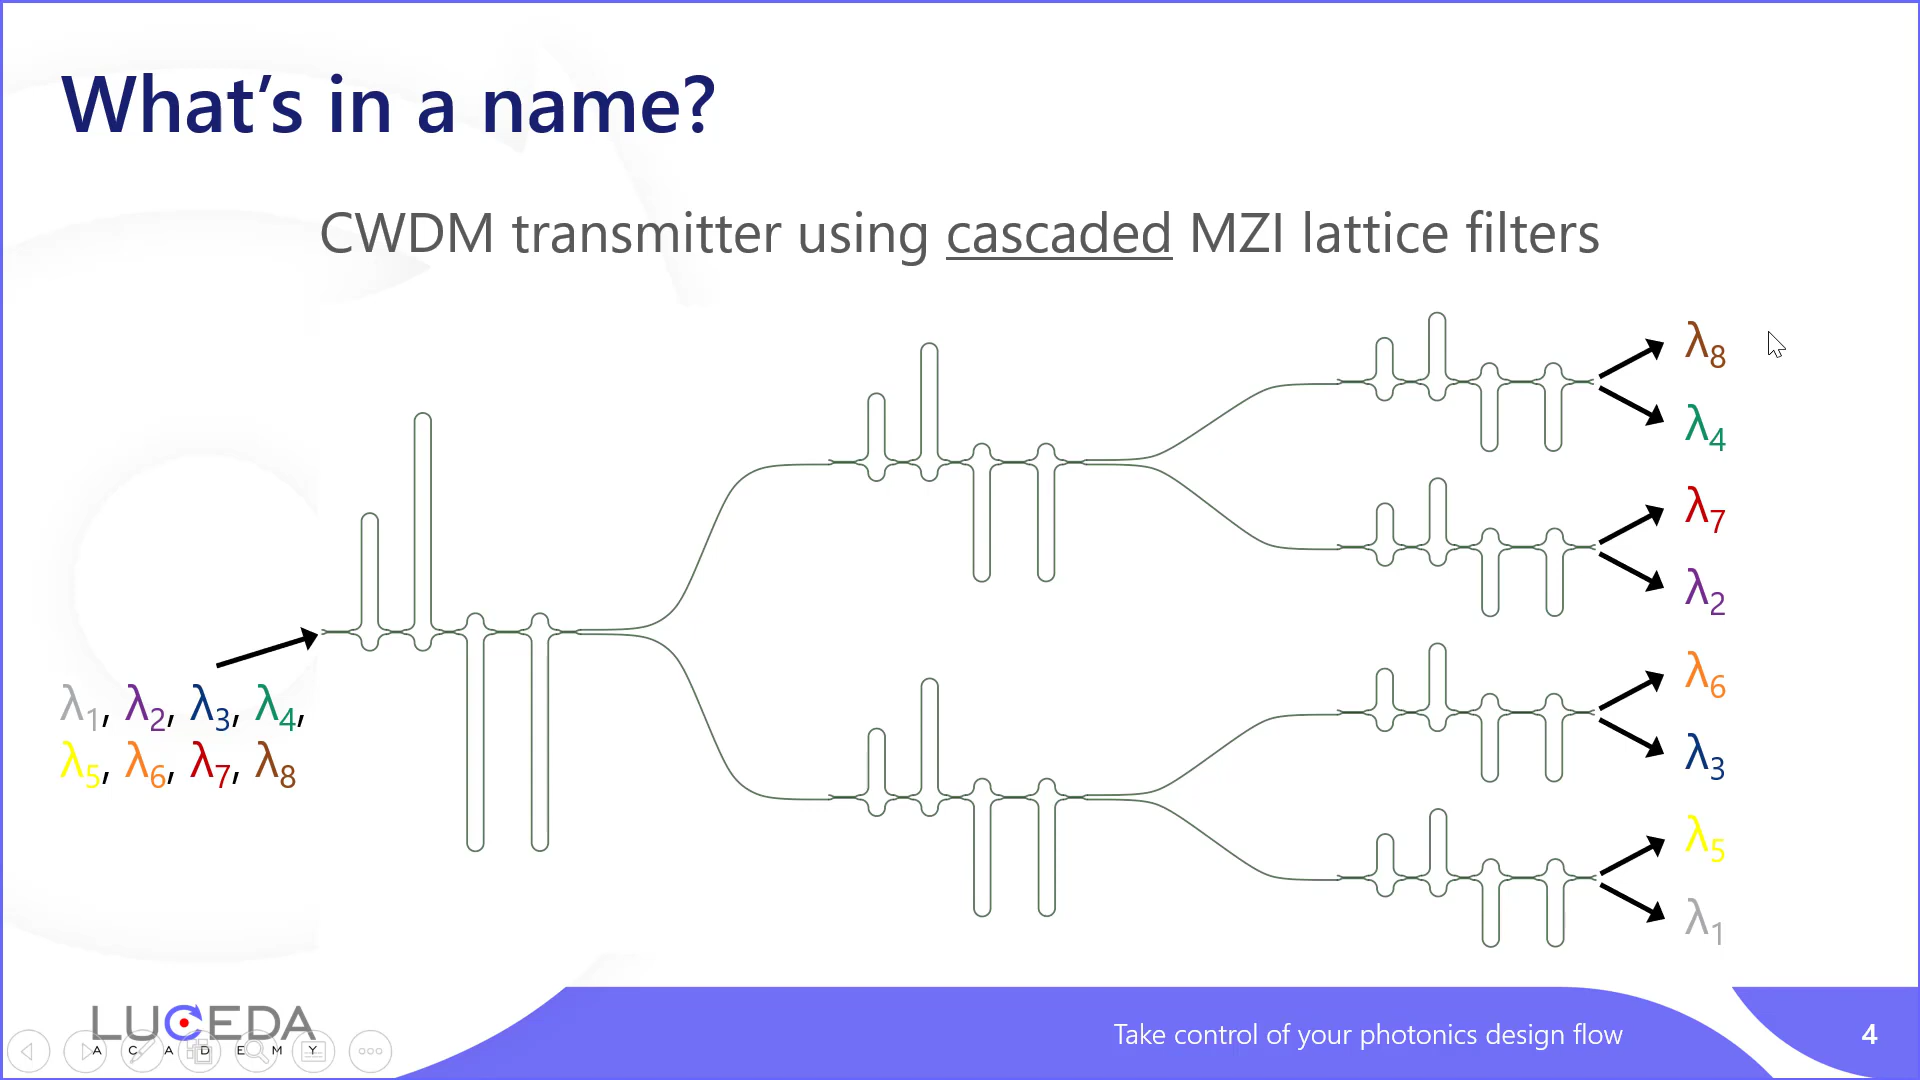 What's in a name?
CWDM transmitter using cascaded MZI lattice filters
λ8
λ4
λ7
λ2
λ6
λ3
λ5
λ1
λ1, λ2, λ3, λ4,
λ5, λ6, λ7, λ8
LUCEDA
ACADEMY
Take control of your photonics design flow
4